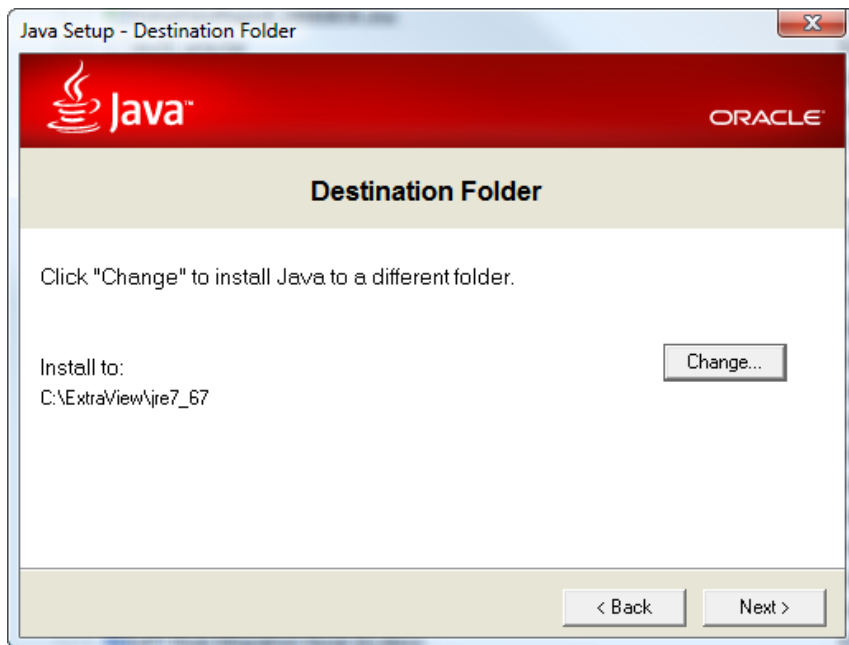 Java Setup - Destination Folder
X
Java™
ORACLE®
Destination Folder
Click "Change" to install Java to a different folder.
Install to:
Change...
C:\ExtraView\jre7_67
< Back
Next >